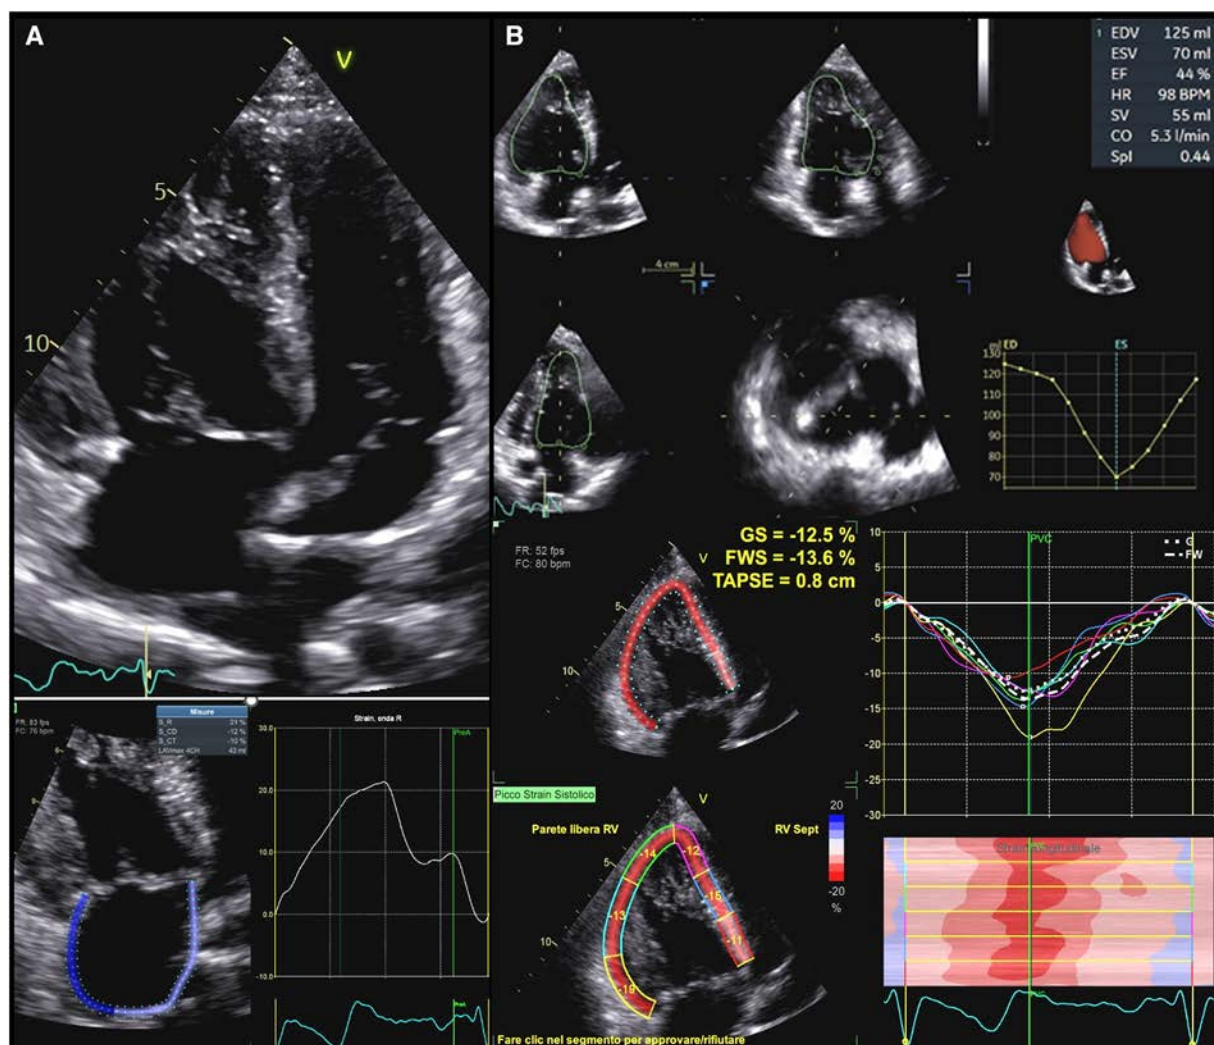 A
V
5
10
B
1 EDV 125 ml
ESV 70 ml
EF 44 %
HR 98 BPM
SV 55 ml
CO 5.3 l/min
SpI 0.44
4 cm
ml ED ES
130
120
110
100
90
80
70
GS = -12.5 %
FWS = -13.6 %
TAPSE = 0.8 cm
FR: 52 fps
FC: 80 bpm
V
5
10
10
5
0
-5
-10
-15
-20
-25
-30
PVC
G
FW
Misure
S_R 21 %
S_CD -12 %
S_CT -10 %
LAVmax 4CH 43 ml
FR: 83 fps
FC: 76 bpm
Strain, onda R
PreA
30.0
20.0
10.0
0.0
-10.0
Picco Strain Sistolico
Parete libera RV
V
RV Sept
20
-20
%
5
10
-14
-12
-13
-15
-11
Strain longitudinale
Fare clic nel segmento per approvare/rifiutare